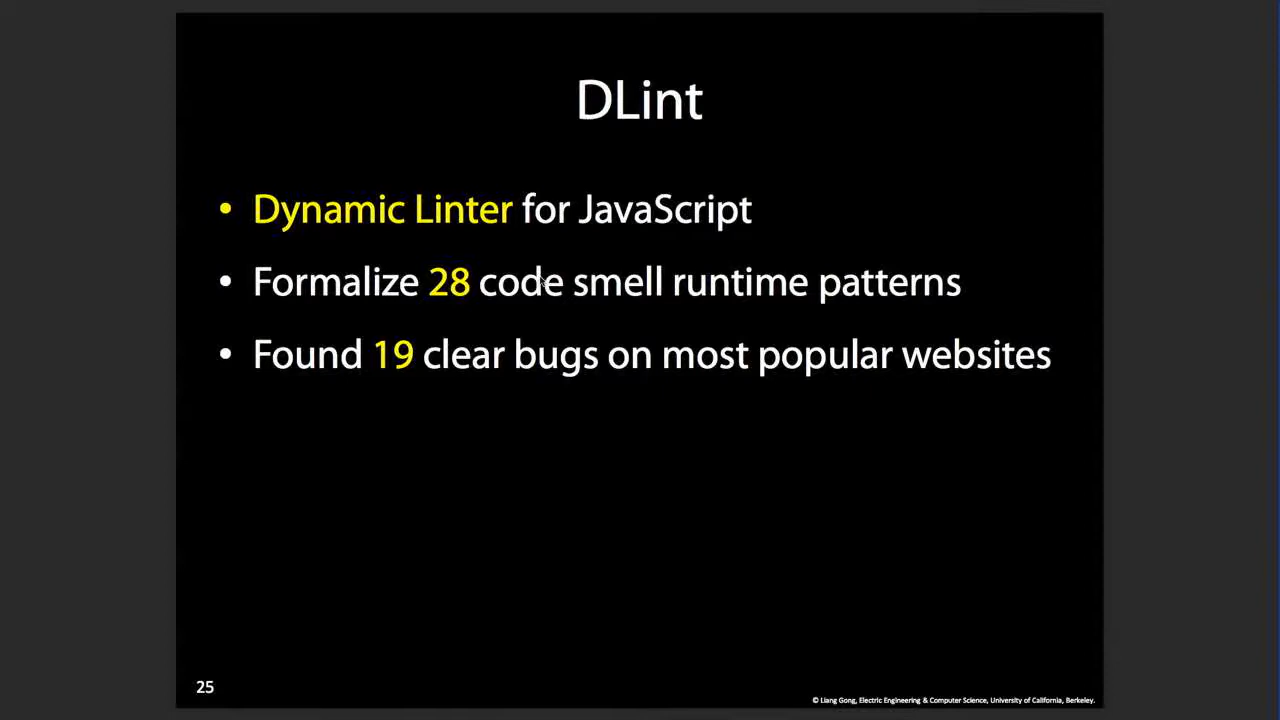 DLint
• Dynamic Linter for JavaScript
• Formalize 28 code smell runtime patterns
• Found 19 clear bugs on most popular websites
25
© Liang Gong, Electric Engineering & Computer Science, University of California, Berkeley.